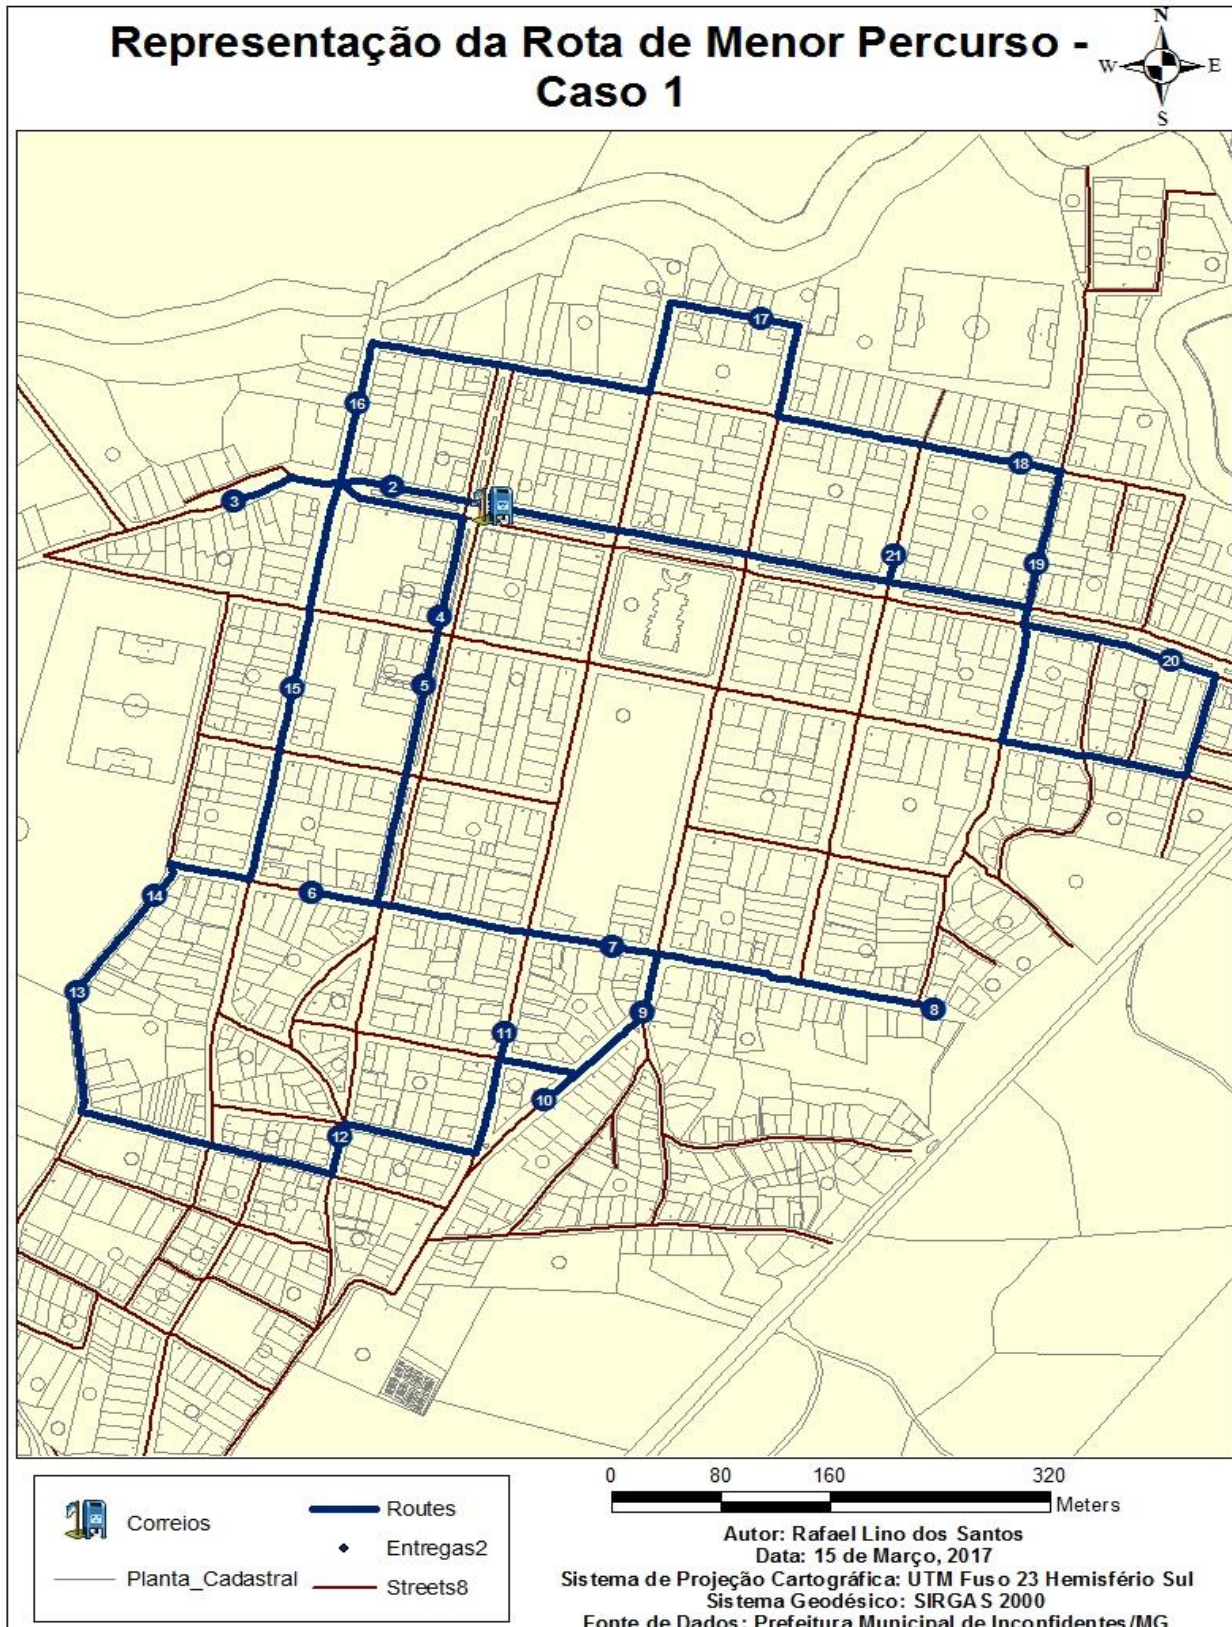 Representação da Rota de Menor Percurso -
Caso 1
N
W
E
S
17
16
18
2
3
21
19
4
20
5
15
6
14
7
13
8
9
11
10
12
0 80 160 320
Meters
Correios
Routes
Entregas2
Planta_Cadastral
Streets8
Autor: Rafael Lino dos Santos
Data: 15 de Março, 2017
Sistema de Projeção Cartográfica: UTM Fuso 23 Hemisfério Sul
Sistema Geodésico: SIRGAS 2000
Fonte de Dados: Prefeitura Municipal de Inconfidentes/MG